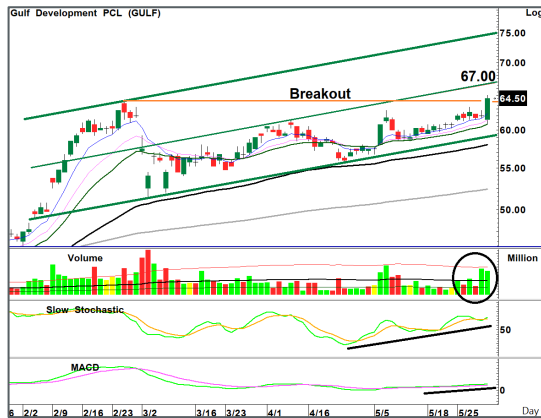 Gulf Development PCL (GULF)
Log
75.00
70.00
67.00
Breakout
64.50
60.00
55.00
50.00
Volume
Million
Slow Stochastic
50
MACD
0
6 2/2 2/9 2/16 2/23 3/2 3/16 3/23 4/1 4/16 5/5 5/18 5/25 Day